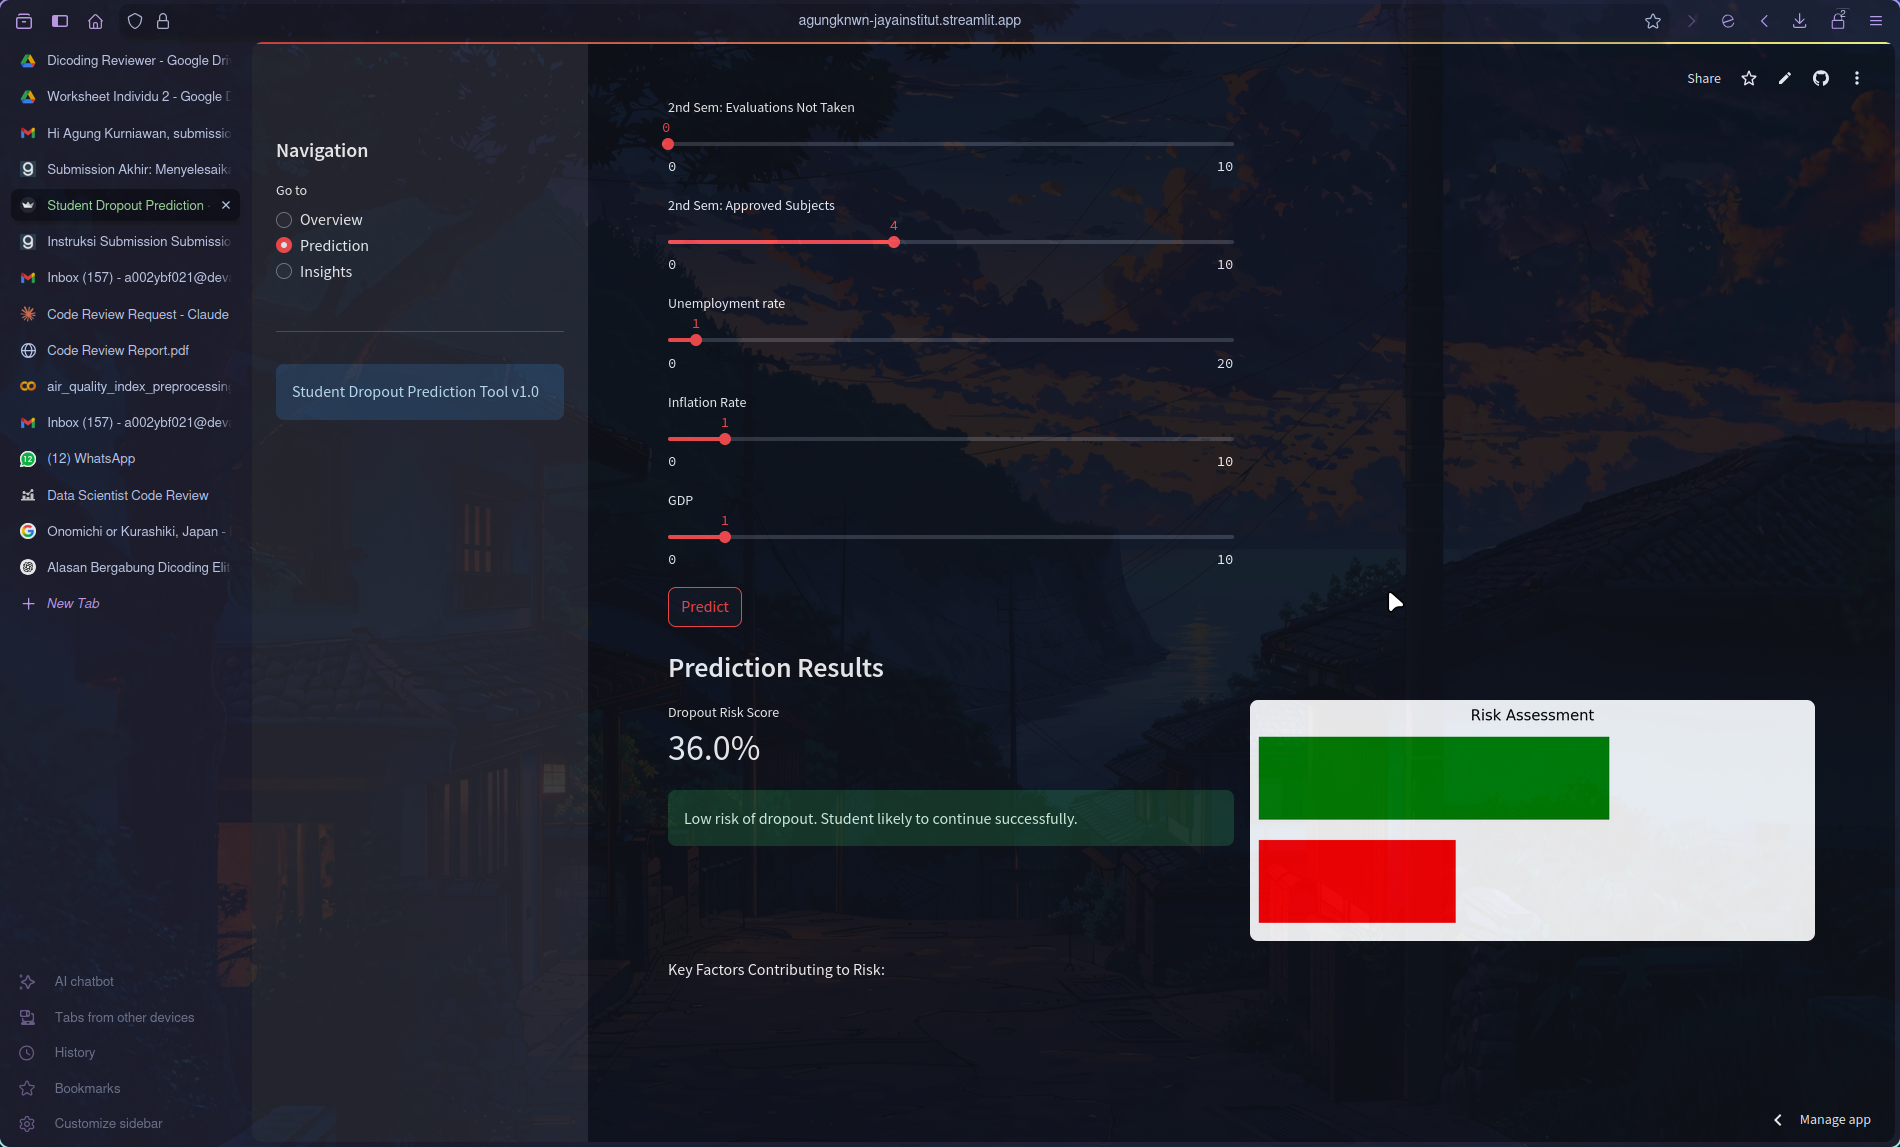 agungknwn-jayainstitut.streamlit.app
2
Dicoding Reviewer - Google Dri
Worksheet Individu 2 - Google D
Hi Agung Kurniawan, submissio
Submission Akhir: Menyelesaika
Student Dropout Prediction ·
Instruksi Submission Submissio
Inbox (157) - a002ybf021@dev
Code Review Request - Claude
Code Review Report.pdf
air_quality_index_preprocessing
Inbox (157) - a002ybf021@dev
(12) WhatsApp
Data Scientist Code Review
Onomichi or Kurashiki, Japan -
Alasan Bergabung Dicoding Elit
New Tab
AI chatbot
Tabs from other devices
History
Bookmarks
Customize sidebar
Navigation
Go to
Overview
Prediction
Insights
Student Dropout Prediction Tool v1.0
Share
2nd Sem: Evaluations Not Taken
0
0 10
2nd Sem: Approved Subjects
4
0 10
Unemployment rate
1
0 20
Inflation Rate
1
0 10
GDP
1
0 10
Predict
Prediction Results
Dropout Risk Score
36.0%
Low risk of dropout. Student likely to continue successfully.
Risk Assessment
Key Factors Contributing to Risk:
Manage app